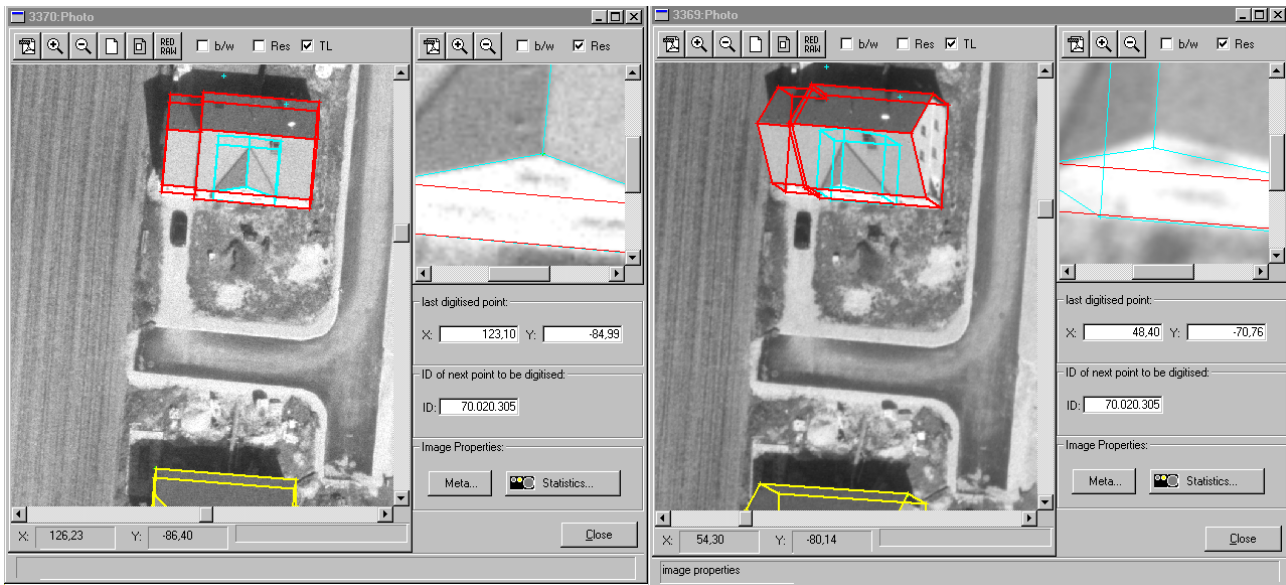 3370:Photo
RED
RAW
b/w
Res
TL
b/w
Res
last digitised point:
X: 123,10 Y: -84,99
ID of next point to be digitised:
ID: 70.020.305
Image Properties:
Meta... Statistics...
X: 126,23 Y: -86,40
Close
3369:Photo
RED
RAW
b/w
Res
TL
b/w
Res
last digitised point:
X: 48,40 Y: -70,76
ID of next point to be digitised:
ID: 70.020.305
Image Properties:
Meta... Statistics...
X: 54,30 Y: -80,14
Close
image properties